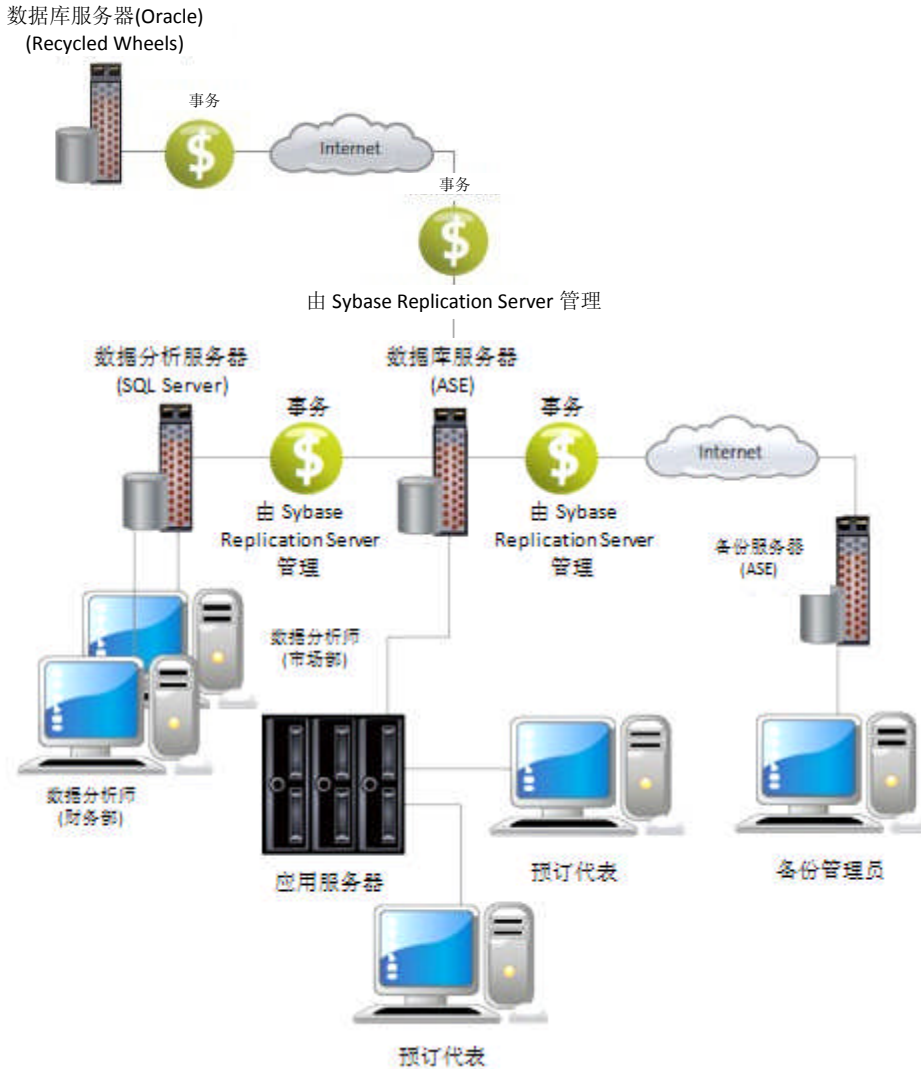 数据库服务器(Oracle)
(Recycled Wheels)
事务
Internet
事务
由 Sybase Replication Server 管理
数据分析服务器
(SQL Server)
数据库服务器
(ASE)
事务
事务
Internet
由 Sybase
Replication Server
管理
由 Sybase
Replication Server
管理
备份服务器
(ASE)
数据分析师
(市场部)
数据分析师
(财务部)
应用服务器
预订代表
备份管理员
预订代表